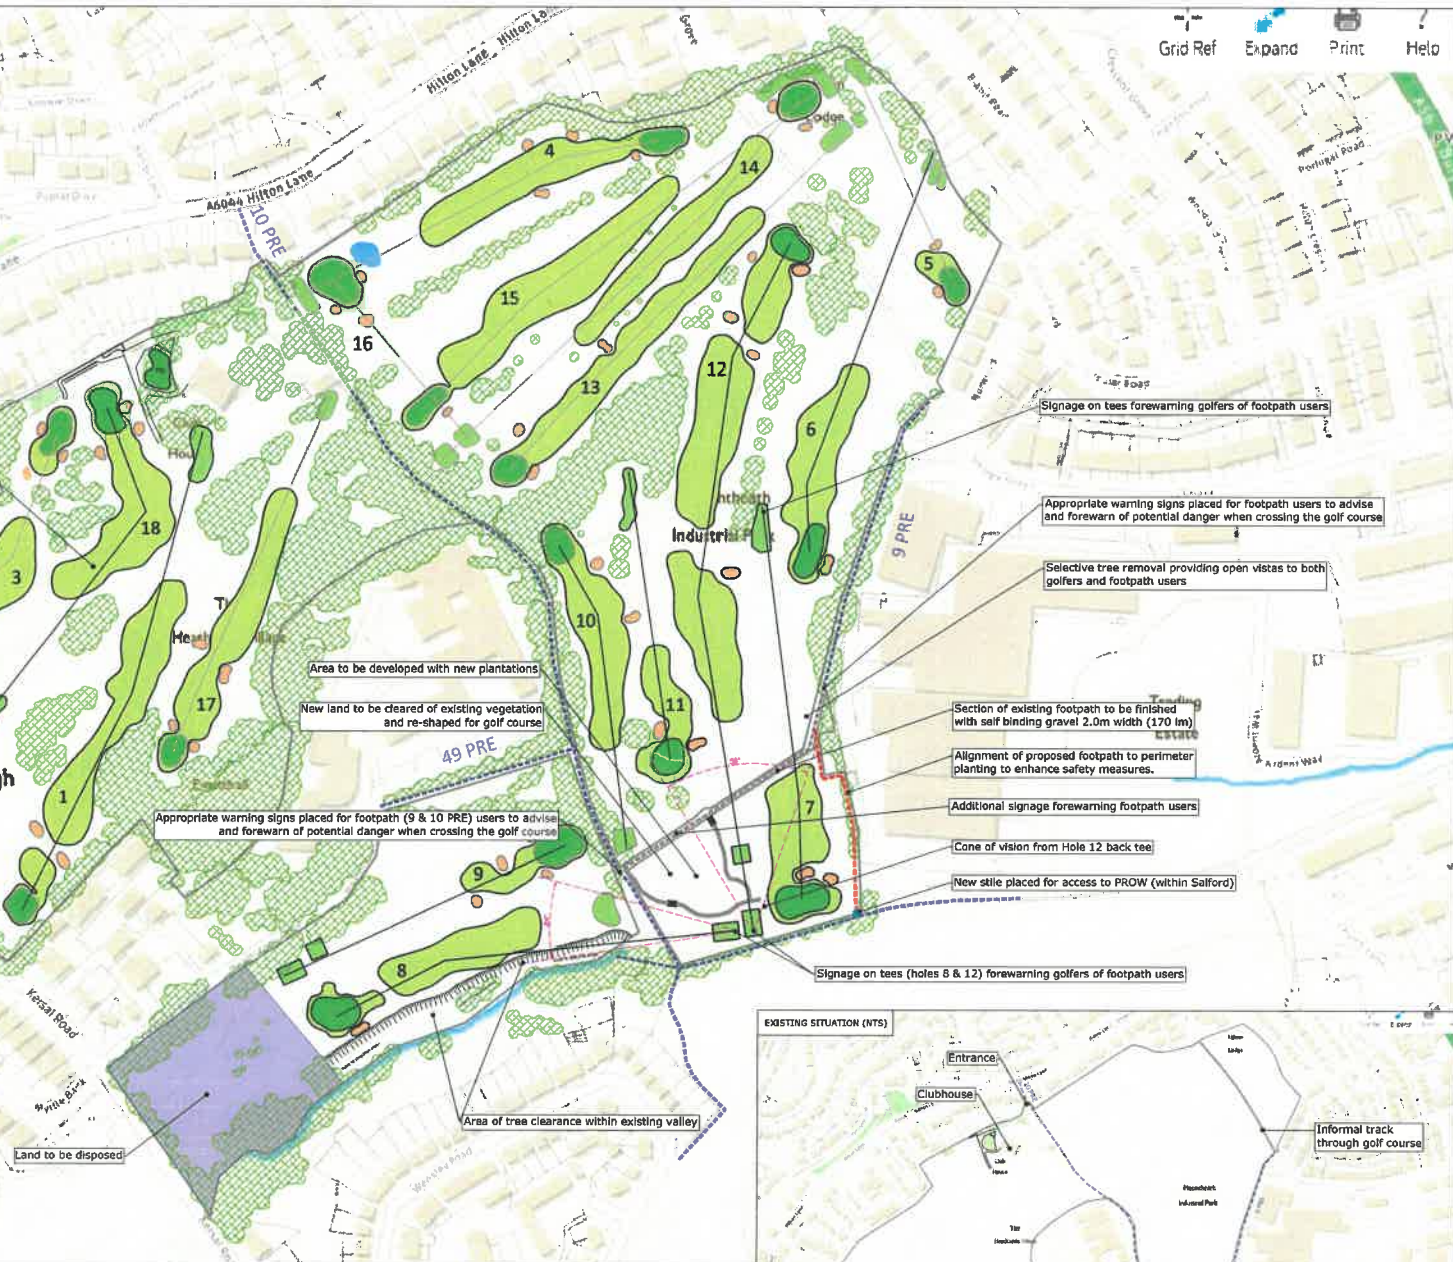 Grid Ref
Expand
Print
Help
Hilton Lane
Hilton La
Grove
A6044 Hilton Lane
10 PRE
Portugal Road
4
14
5
15
16
13
12
6
18
3
10
11
17
1
7
9
8
9 PRE
49 PRE
Lodge
Industrial P
Signage on tees forewarning golfers of footpath users
Appropriate warning signs placed for footpath users to advise
and forewarn of potential danger when crossing the golf course
Selective tree removal providing open vistas to both
golfers and footpath users
Area to be developed with new plantations
New land to be cleared of existing vegetation
and re-shaped for golf course
Section of existing footpath to be finished
with self binding gravel 2.0m width (170 lm)
Trading
Estate
Alignment of proposed footpath to perimeter
planting to enhance safety measures.
Ardent Way
Additional signage forewarning footpath users
Appropriate warning signs placed for footpath (9 & 10 PRE) users to advise
and forewarn of potential danger when crossing the golf course
Cone of vision from Hole 12 back tee
New stile placed for access to PROW (within Salford)
Signage on tees (holes 8 & 12) forewarning golfers of footpath users
Kersal Road
Area of tree clearance within existing valley
Land to be disposed
EXISTING SITUATION (NTS)
Entrance
Clubhouse
Informal track
through golf course
Industrial Park